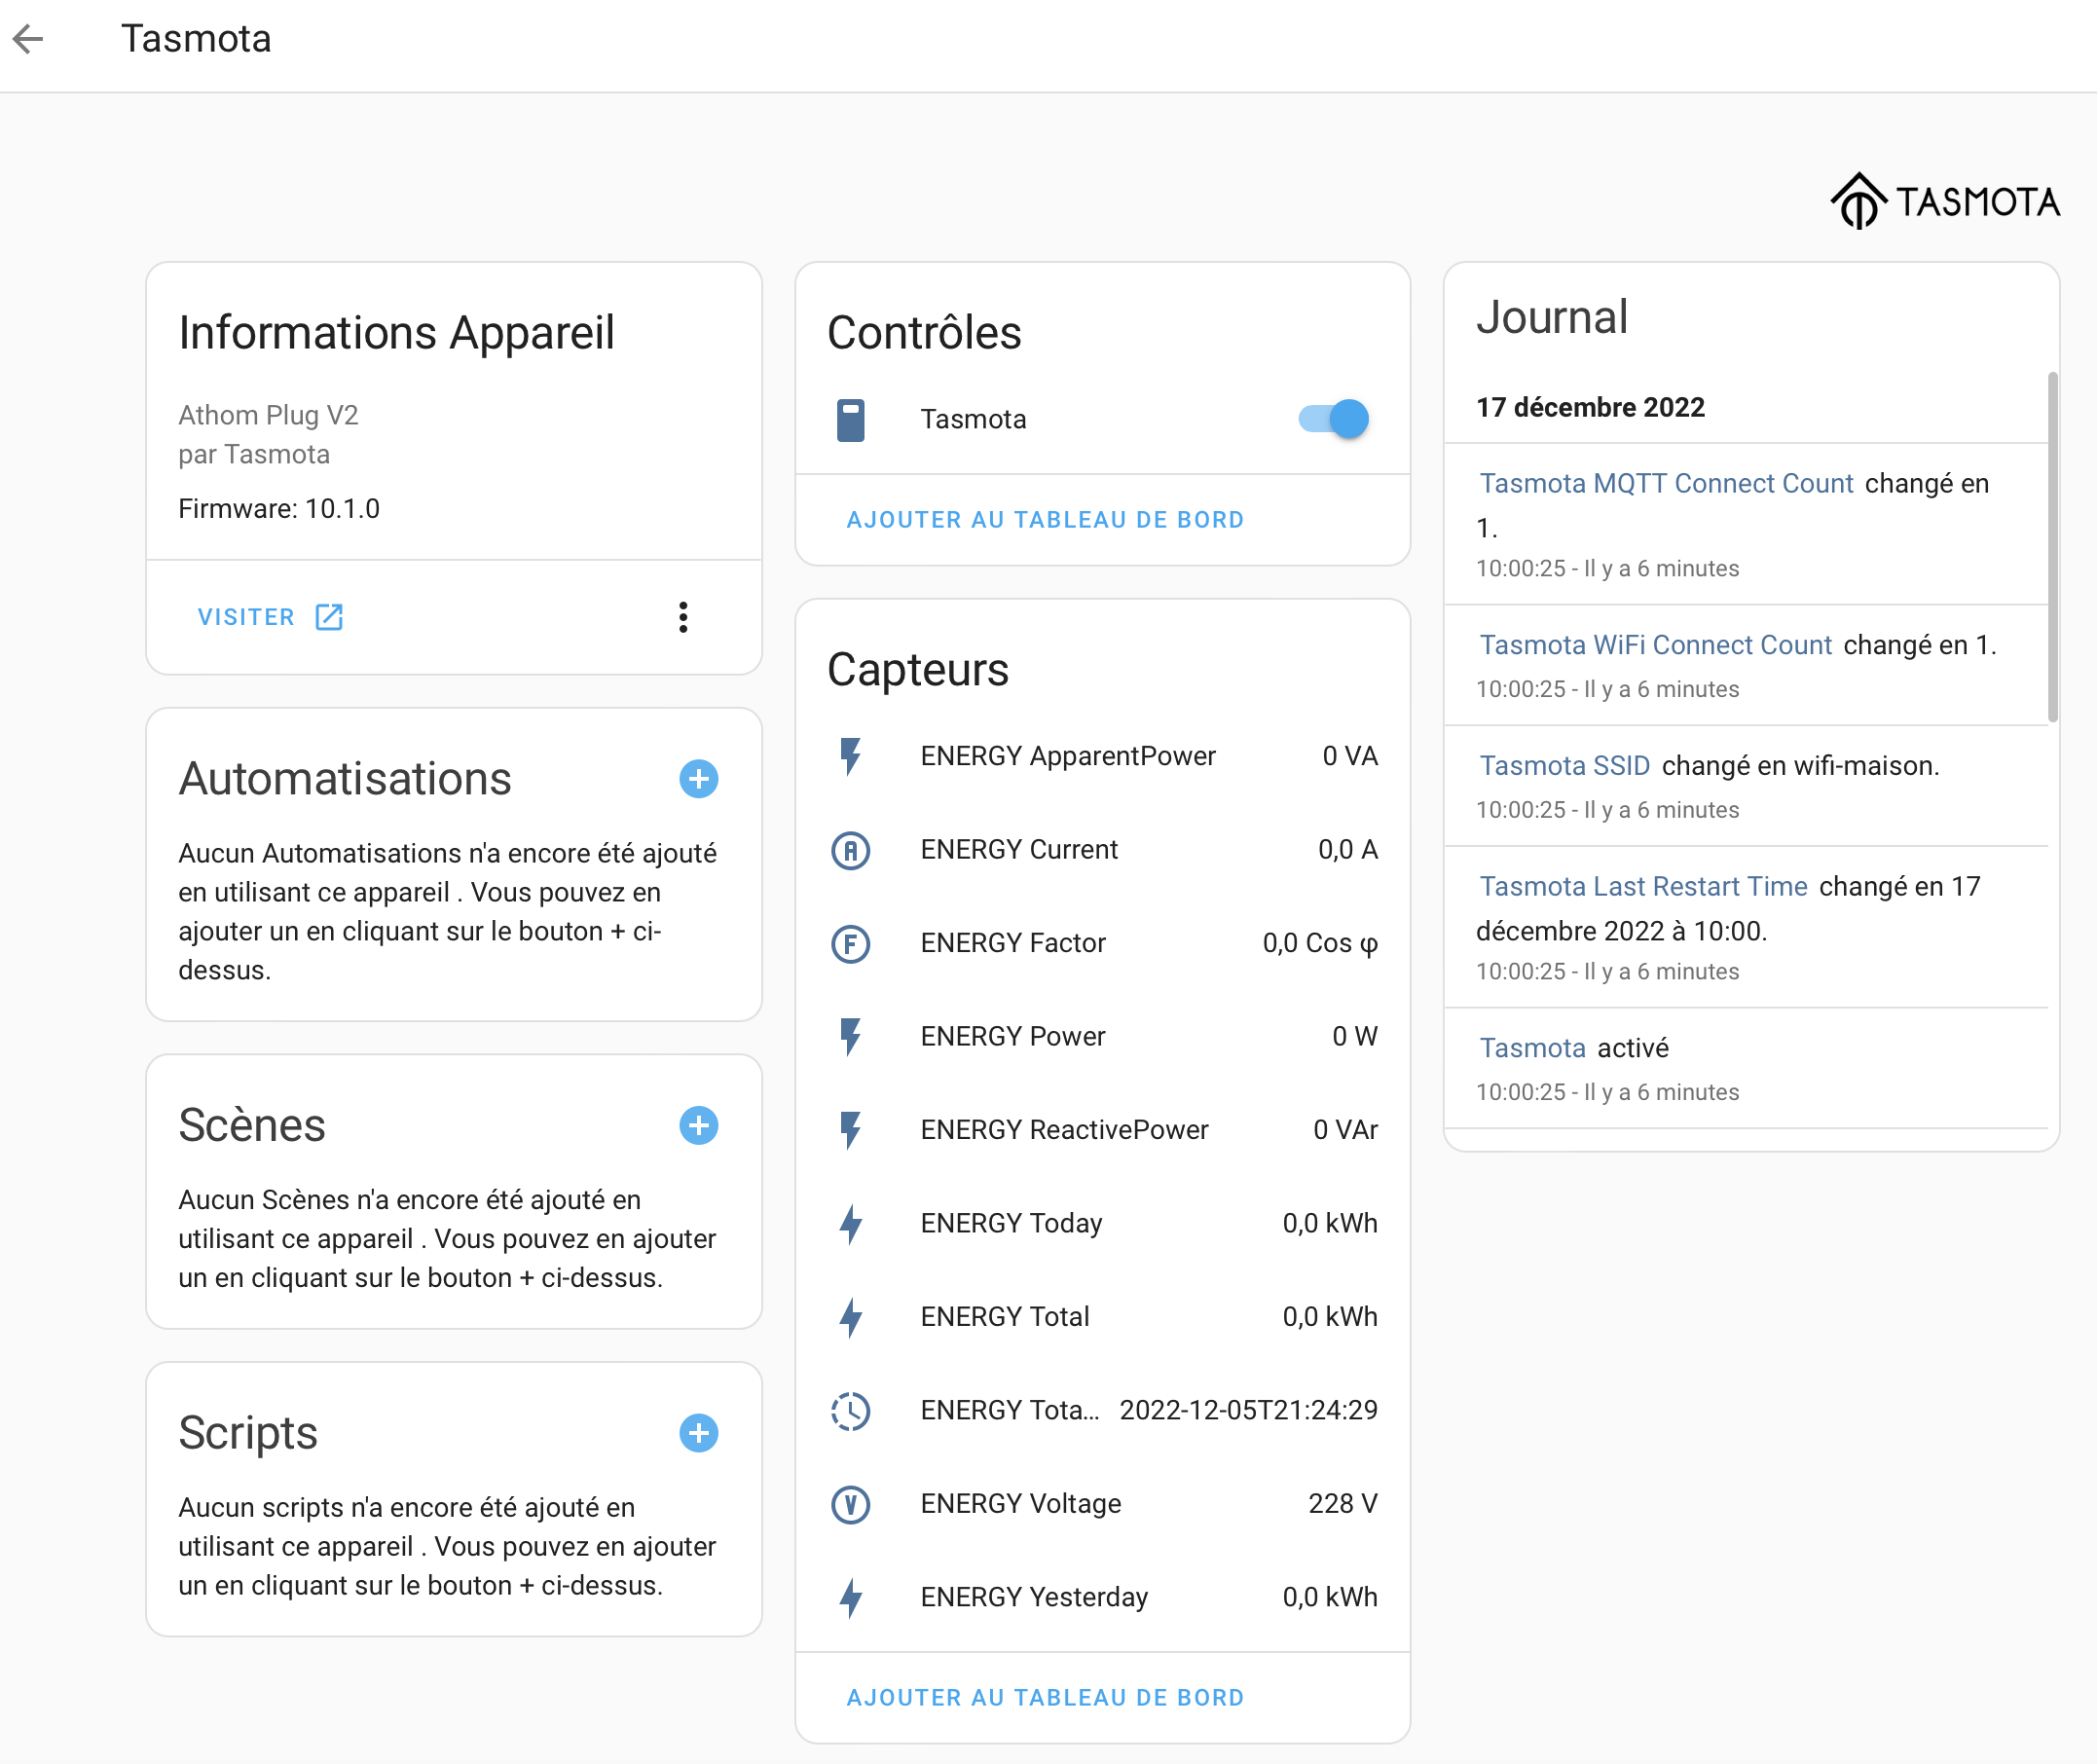 Tasmota
TASMOTA
Informations Appareil
Athom Plug V2
par Tasmota
Firmware: 10.1.0
VISITER
Automatisations
Aucun Automatisations n'a encore été ajouté
en utilisant ce appareil . Vous pouvez en
ajouter un en cliquant sur le bouton + ci-
dessus.
Scènes
Aucun Scènes n'a encore été ajouté en
utilisant ce appareil . Vous pouvez en ajouter
un en cliquant sur le bouton + ci-dessus.
Scripts
Aucun scripts n'a encore été ajouté en
utilisant ce appareil . Vous pouvez en ajouter
un en cliquant sur le bouton + ci-dessus.
Contrôles
Tasmota
AJOUTER AU TABLEAU DE BORD
Capteurs
ENERGY ApparentPower 0 VA
A ENERGY Current 0,0 A
F ENERGY Factor 0,0 Cos φ
ENERGY Power 0 W
ENERGY ReactivePower 0 VAr
ENERGY Today 0,0 kWh
ENERGY Total 0,0 kWh
ENERGY Tota... 2022-12-05T21:24:29
V ENERGY Voltage 228 V
ENERGY Yesterday 0,0 kWh
AJOUTER AU TABLEAU DE BORD
Journal
17 décembre 2022
Tasmota MQTT Connect Count changé en
1.
10:00:25 - Il y a 6 minutes
Tasmota WiFi Connect Count changé en 1.
10:00:25 - Il y a 6 minutes
Tasmota SSID changé en wifi-maison.
10:00:25 - Il y a 6 minutes
Tasmota Last Restart Time changé en 17
décembre 2022 à 10:00.
10:00:25 - Il y a 6 minutes
Tasmota activé
10:00:25 - Il y a 6 minutes